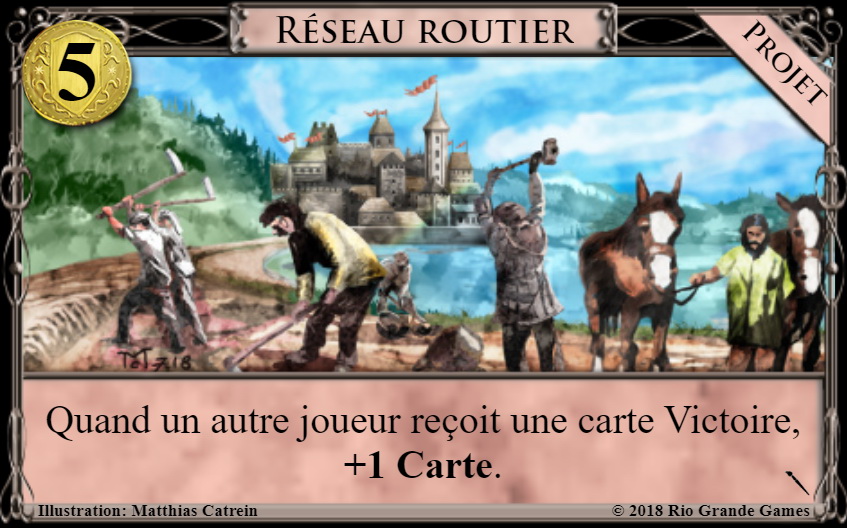 RÉSEAU ROUTIER
5
PROJET
Quand un autre joueur reçoit une carte Victoire,
+1 Carte.
Illustration: Matthias Catrein
© 2018 Rio Grande Games